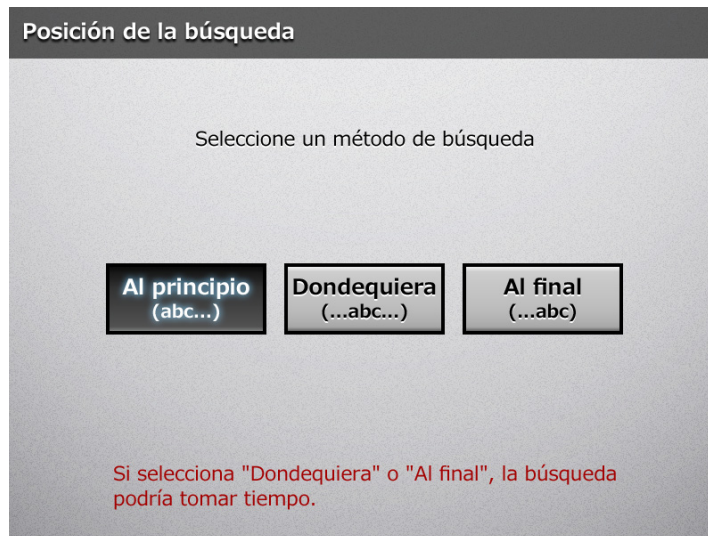 Posición de la búsqueda
Seleccione un método de búsqueda
Al principio
(abc...)
Dondequiera
(...abc...)
Al final
(...abc)
Si selecciona "Dondequiera" o "Al final", la búsqueda
podría tomar tiempo.